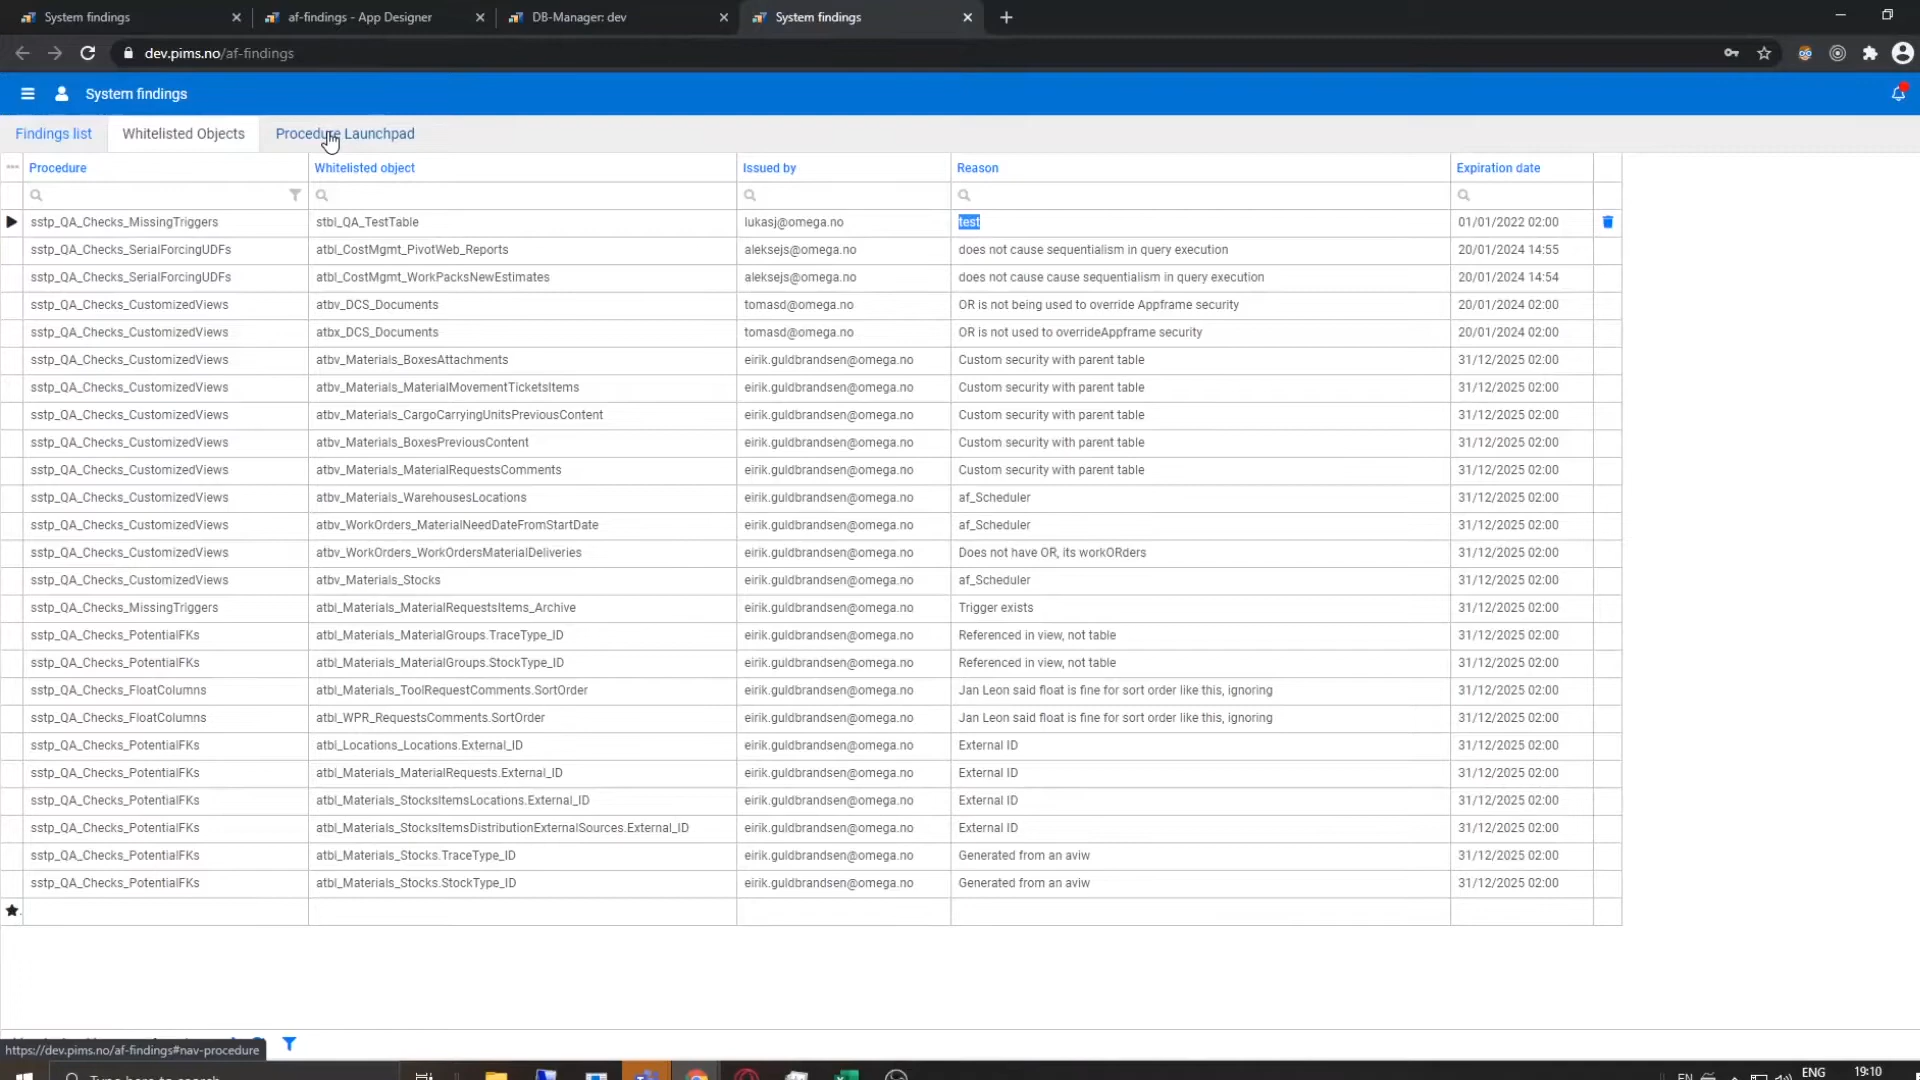 System findings
af-findings - App Designer
DB-Manager: dev
System findings
dev.pims.no/af-findings
System findings
Findings list Whitelisted Objects Procedure Launchpad
Procedure Whitelisted object Issued by Reason Expiration date
sstp_QA_Checks_MissingTriggers stbl_QA_TestTable lukasj@omega.no test 01/01/2022 02:00
sstp_QA_Checks_SerialForcingUDFs atbl_CostMgmt_PivotWeb_Reports aleksejs@omega.no does not cause sequentialism in query execution 20/01/2024 14:55
sstp_QA_Checks_SerialForcingUDFs atbl_CostMgmt_WorkPacksNewEstimates aleksejs@omega.no does not cause cause sequentialism in query execution 20/01/2024 14:54
sstp_QA_Checks_CustomizedViews atbv_DCS_Documents tomasd@omega.no OR is not being used to override Appframe security 20/01/2024 02:00
sstp_QA_Checks_CustomizedViews atbx_DCS_Documents tomasd@omega.no OR is not used to overrideAppframe security 20/01/2024 02:00
sstp_QA_Checks_CustomizedViews atbv_Materials_BoxesAttachments eirik.guldbrandsen@omega.no Custom security with parent table 31/12/2025 02:00
sstp_QA_Checks_CustomizedViews atbv_Materials_MaterialMovementTicketsItems eirik.guldbrandsen@omega.no Custom security with parent table 31/12/2025 02:00
sstp_QA_Checks_CustomizedViews atbv_Materials_CargoCarryingUnitsPreviousContent eirik.guldbrandsen@omega.no Custom security with parent table 31/12/2025 02:00
sstp_QA_Checks_CustomizedViews atbv_Materials_BoxesPreviousContent eirik.guldbrandsen@omega.no Custom security with parent table 31/12/2025 02:00
sstp_QA_Checks_CustomizedViews atbv_Materials_MaterialRequestsComments eirik.guldbrandsen@omega.no Custom security with parent table 31/12/2025 02:00
sstp_QA_Checks_CustomizedViews atbv_Materials_WarehousesLocations eirik.guldbrandsen@omega.no af_Scheduler 31/12/2025 02:00
sstp_QA_Checks_CustomizedViews atbv_WorkOrders_MaterialNeedDateFromStartDate eirik.guldbrandsen@omega.no af_Scheduler 31/12/2025 02:00
sstp_QA_Checks_CustomizedViews atbv_WorkOrders_WorkOrdersMaterialDeliveries eirik.guldbrandsen@omega.no Does not have OR, its workORders 31/12/2025 02:00
sstp_QA_Checks_CustomizedViews atbv_Materials_Stocks eirik.guldbrandsen@omega.no af_Scheduler 31/12/2025 02:00
sstp_QA_Checks_MissingTriggers atbl_Materials_MaterialRequestsItems_Archive eirik.guldbrandsen@omega.no Trigger exists 31/12/2025 02:00
sstp_QA_Checks_PotentialFKs atbl_Materials_MaterialGroups.TraceType_ID eirik.guldbrandsen@omega.no Referenced in view, not table 31/12/2025 02:00
sstp_QA_Checks_PotentialFKs atbl_Materials_MaterialGroups.StockType_ID eirik.guldbrandsen@omega.no Referenced in view, not table 31/12/2025 02:00
sstp_QA_Checks_FloatColumns atbl_Materials_ToolRequestComments.SortOrder eirik.guldbrandsen@omega.no Jan Leon said float is fine for sort order like this, ignoring 31/12/2025 02:00
sstp_QA_Checks_FloatColumns atbl_WPR_RequestsComments.SortOrder eirik.guldbrandsen@omega.no Jan Leon said float is fine for sort order like this, ignoring 31/12/2025 02:00
sstp_QA_Checks_PotentialFKs atbl_Locations_Locations.External_ID eirik.guldbrandsen@omega.no External ID 31/12/2025 02:00
sstp_QA_Checks_PotentialFKs atbl_Materials_MaterialRequests.External_ID eirik.guldbrandsen@omega.no External ID 31/12/2025 02:00
sstp_QA_Checks_PotentialFKs atbl_Materials_StocksItemsLocations.External_ID eirik.guldbrandsen@omega.no External ID 31/12/2025 02:00
sstp_QA_Checks_PotentialFKs atbl_Materials_StocksItemsDistributionExternalSources.External_ID eirik.guldbrandsen@omega.no External ID 31/12/2025 02:00
sstp_QA_Checks_PotentialFKs atbl_Materials_Stocks.TraceType_ID eirik.guldbrandsen@omega.no Generated from an aviw 31/12/2025 02:00
sstp_QA_Checks_PotentialFKs atbl_Materials_Stocks.StockType_ID eirik.guldbrandsen@omega.no Generated from an aviw 31/12/2025 02:00
https://dev.pims.no/af-findings#nav-procedure
Type here to search
EN ENG 19:10